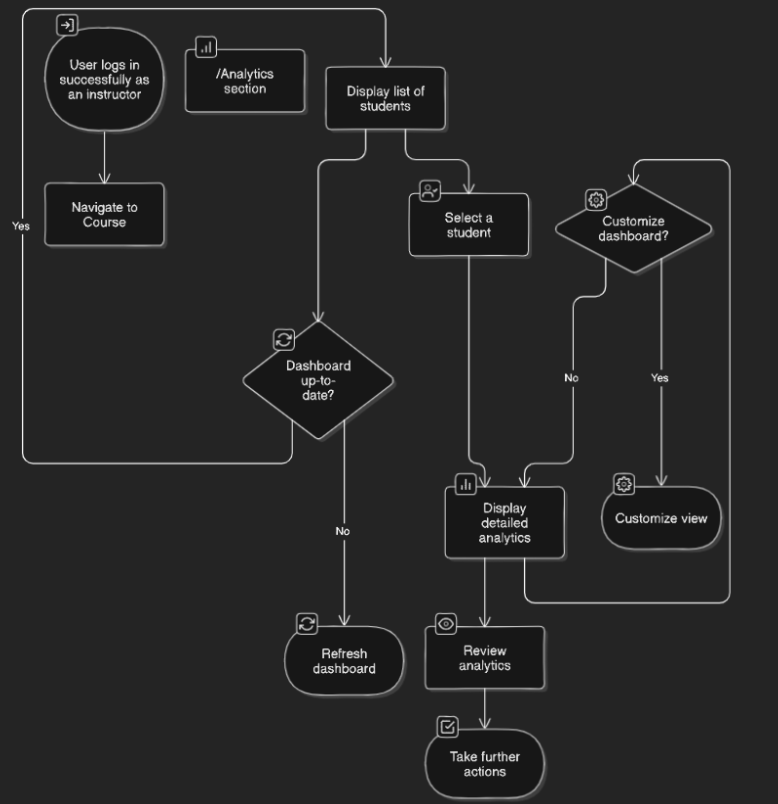 User logs in
successfully as
an instructor
/Analytics
section
Display list of
students
Navigate to
Course
Select a
student
Customize
dashboard?
Yes
Dashboard
up-to-
date?
No
Yes
Display
detailed
analytics
Customize view
No
Refresh
dashboard
Review
analytics
Take further
actions